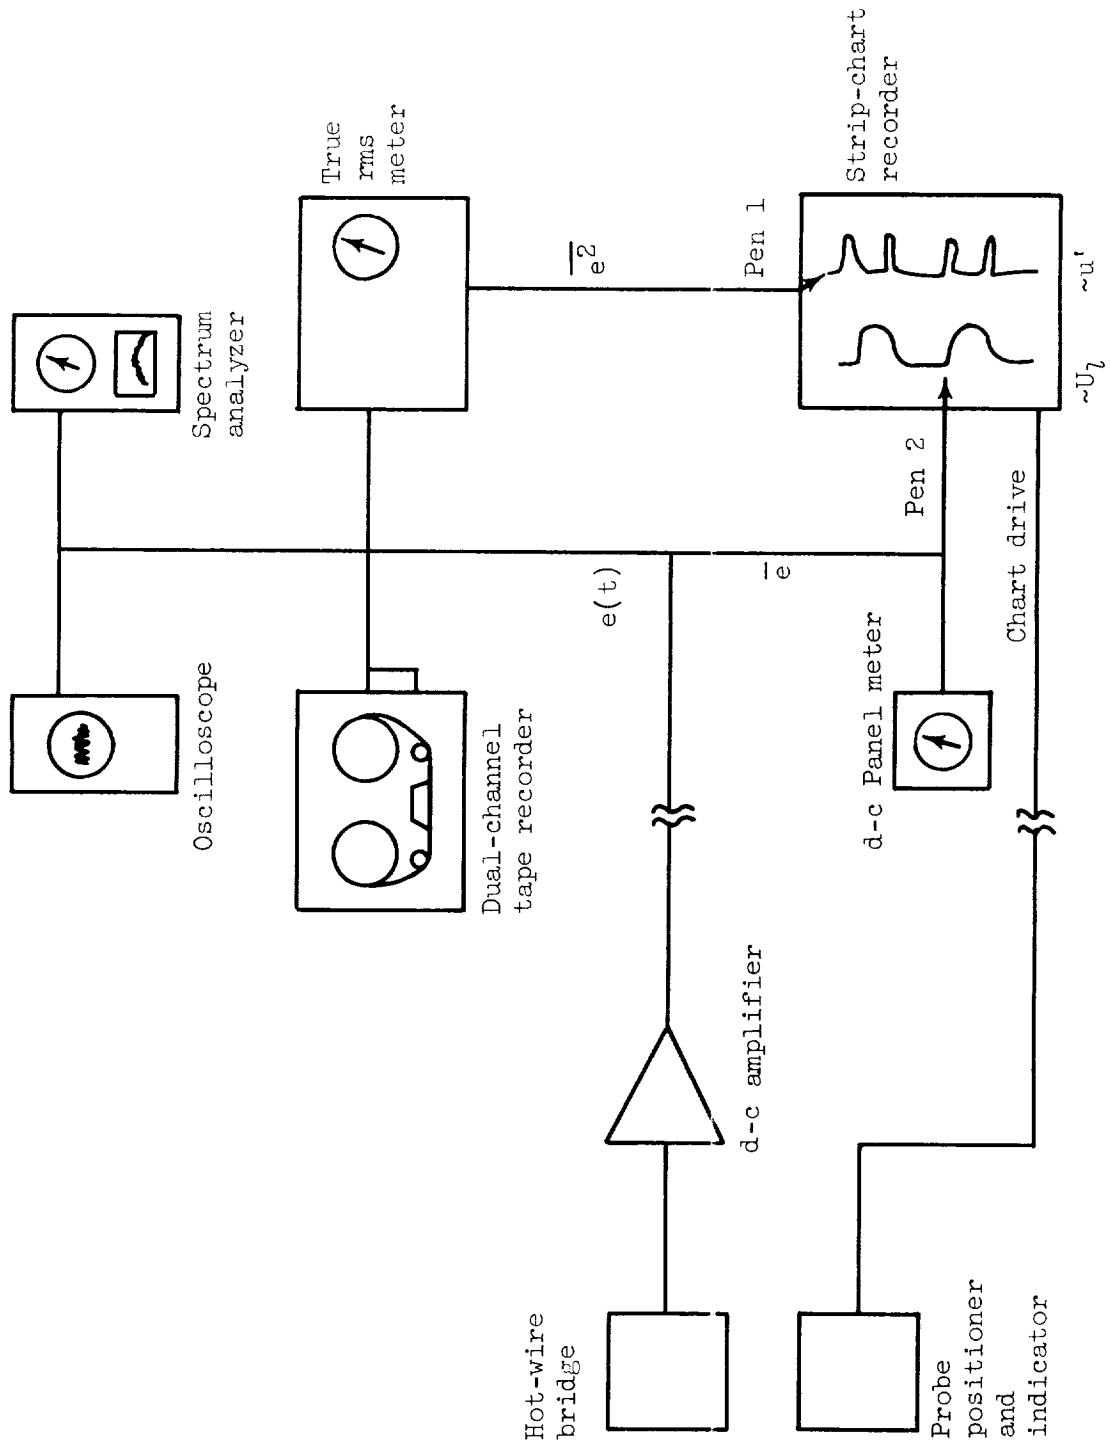 Oscilloscope
Spectrum
analyzer
Dual-channel
tape recorder
True
rms
meter
Hot-wire
bridge
d-c amplifier
e(t)
e̅
e̅²̅
Pen 1
Pen 2
d-c Panel meter
Chart drive
Strip-chart
recorder
~U_l
~u'
Probe
positioner
and
indicator